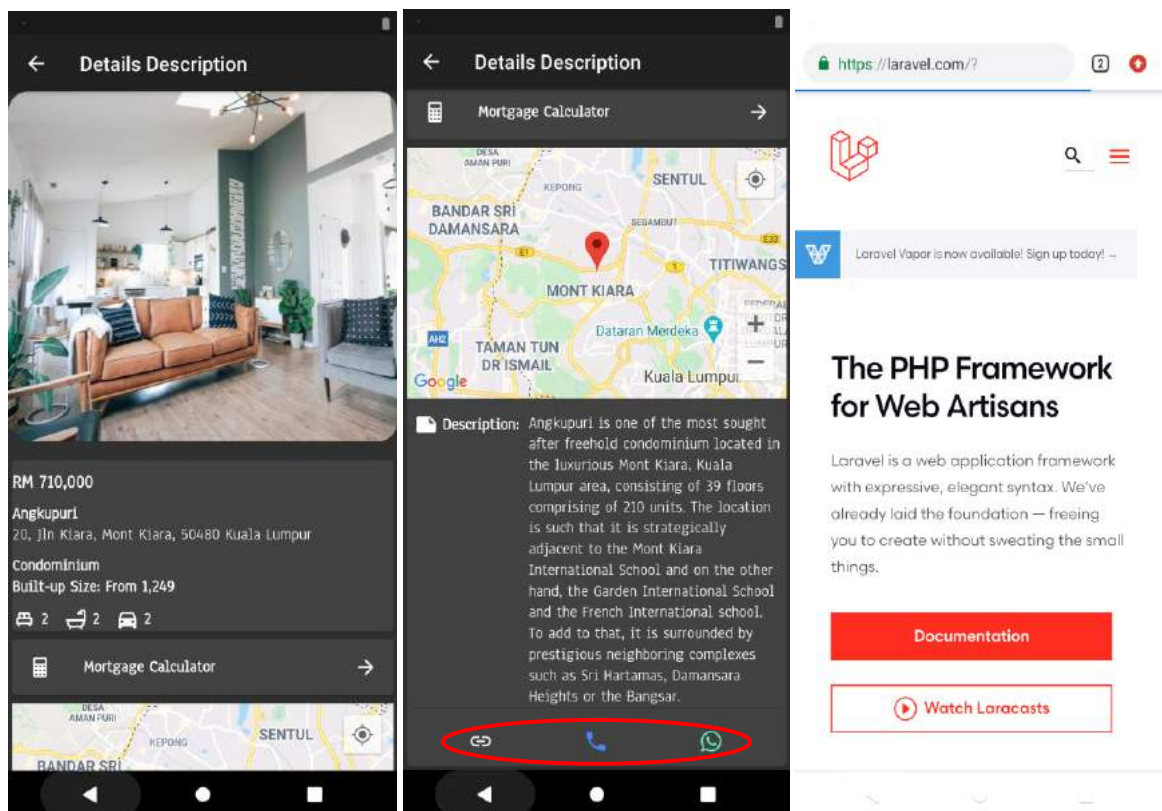 Details Description
RM 710,000
Angkupuri
20, Jln Kiara, Mont Kiara, 50480 Kuala Lumpur
Condominium
Built-up Size: From 1,249
2 2 2
Mortgage Calculator
DESA
AMAN PURI
KEPONG
SENTUL
BANDAR SRI
Details Description
Mortgage Calculator
DESA
AMAN PURI
KEPONG
SENTUL
BANDAR SRI
DAMANSARA
SEGAMBUT
E1
E33
1
TITIWANGS
MONT KIARA
Dataran Merdeka
AH2
TAMAN TUN
DR ISMAIL
Google
Kuala Lumpur
Description: Angkupuri is one of the most sought
after freehold condominium located in
the luxurious Mont Kiara, Kuala
Lumpur area, consisting of 39 floors
comprising of 210 units. The location
is such that it is strategically
adjacent to the Mont Kiara
International School and on the other
hand, the Garden International School
and the French International school.
To add to that, it is surrounded by
prestigious neighboring complexes
such as Sri Hartamas, Damansara
Heights or the Bangsar.
https://laravel.com/?
2
Laravel Vapor is now available! Sign up today! →
The PHP Framework
for Web Artisans
Laravel is a web application framework
with expressive, elegant syntax. We've
already laid the foundation — freeing
you to create without sweating the small
things.
Documentation
Watch Laracasts